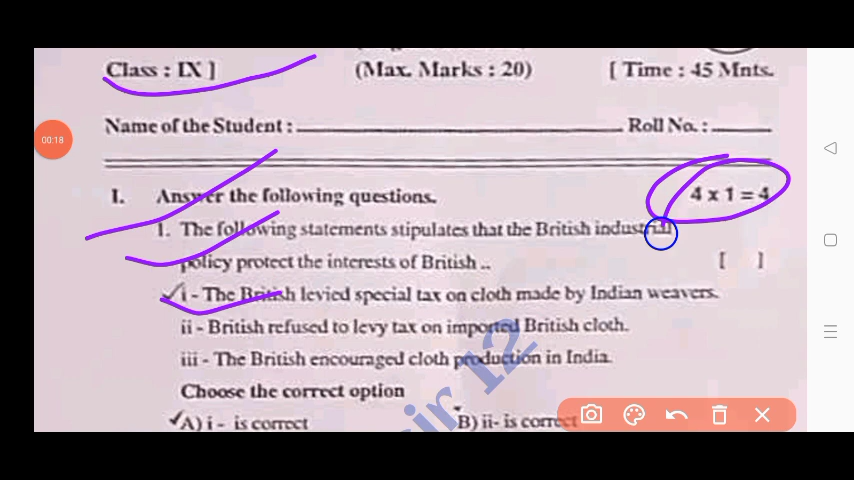 Class : IX ] (Max. Marks : 20) [ Time : 45 Mnts.
00:18
Name of the Student : Roll No. :
I. Answer the following questions. 4 x 1 = 4
1. The following statements stipulates that the British industrial
policy protect the interests of British .. [ ]
i - The British levied special tax on cloth made by Indian weavers.
ii - British refused to levy tax on imported British cloth.
iii - The British encouraged cloth production in India.
Choose the correct option
A) i - is correct B) ii- is correct
sir 12